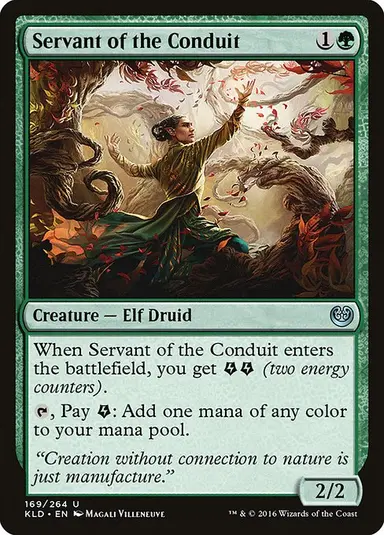 Servant of the Conduit 1
Creature — Elf Druid
When Servant of the Conduit enters
the battlefield, you get (two energy
counters).
, Pay : Add one mana of any color
to your mana pool.
“Creation without connection to nature is
just manufacture.”
2/2
169/264 U
KLD • EN Magali Villeneuve ™ & © 2016 Wizards of the Coast